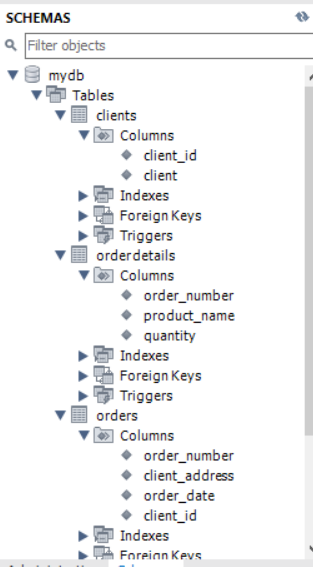 SCHEMAS
Filter objects
mydb
Tables
clients
Columns
client_id
client
Indexes
Foreign Keys
Triggers
orderdetails
Columns
order_number
product_name
quantity
Indexes
Foreign Keys
Triggers
orders
Columns
order_number
client_address
order_date
client_id
Indexes
Foreign Keys